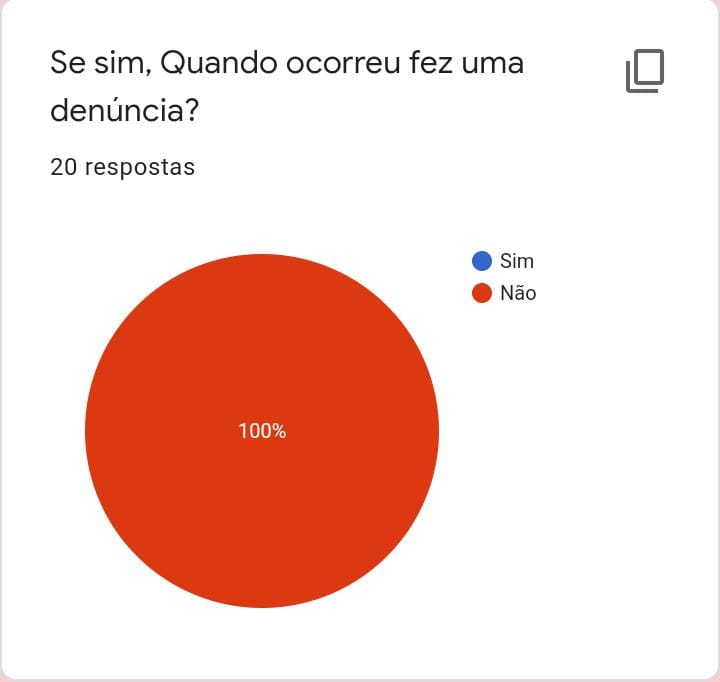 Se sim, Quando ocorreu fez uma
denúncia?
20 respostas
Sim
Não
100%